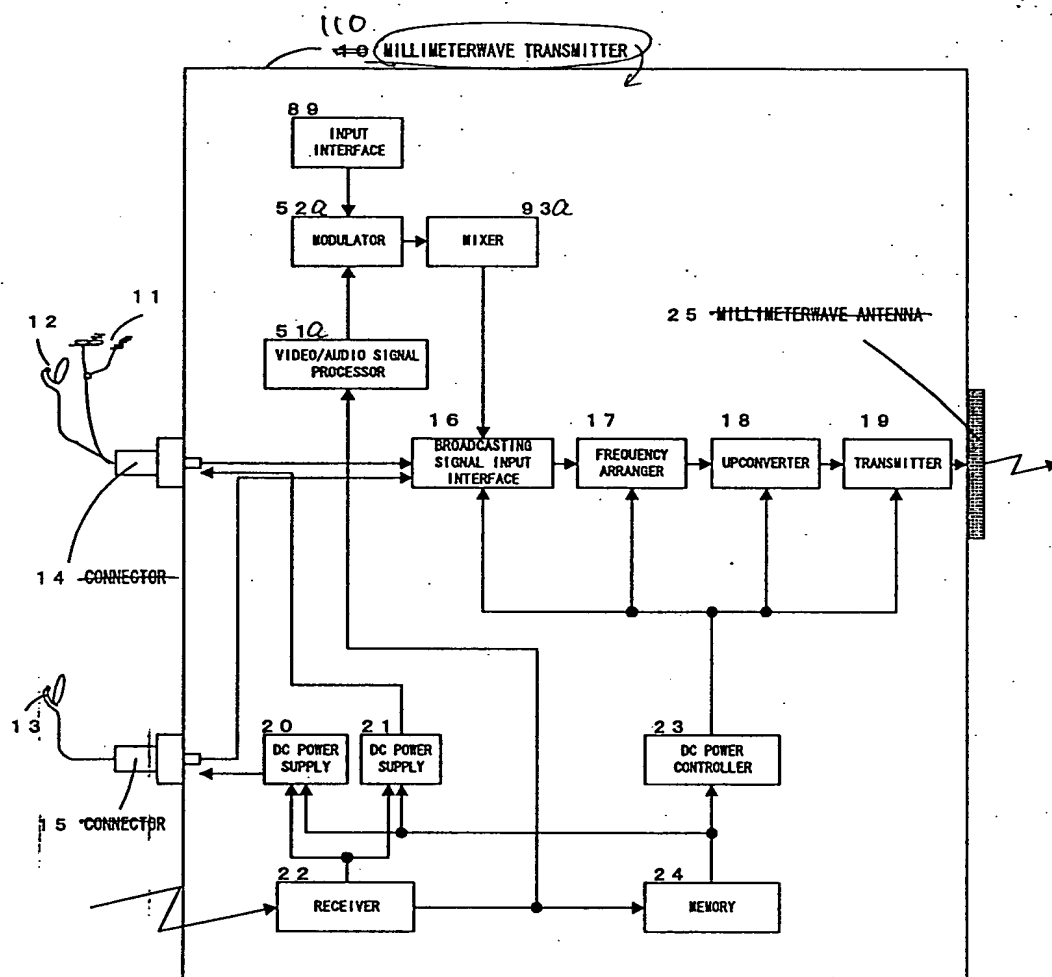 110
40 MILLIMETERWAVE TRANSMITTER
89
INPUT
INTERFACE
52a
MODULATOR
93a
MIXER
11
12
51a
VIDEO/AUDIO SIGNAL
PROCESSOR
25 MILLIMETERWAVE ANTENNA
16
BROADCASTING
SIGNAL INPUT
INTERFACE
17
FREQUENCY
ARRANGER
18
UPCONVERTER
19
TRANSMITTER
14 CONNECTOR
13
20
DC POWER
SUPPLY
21
DC POWER
SUPPLY
23
DC POWER
CONTROLLER
15 CONNECTOR
22
RECEIVER
24
MEMORY